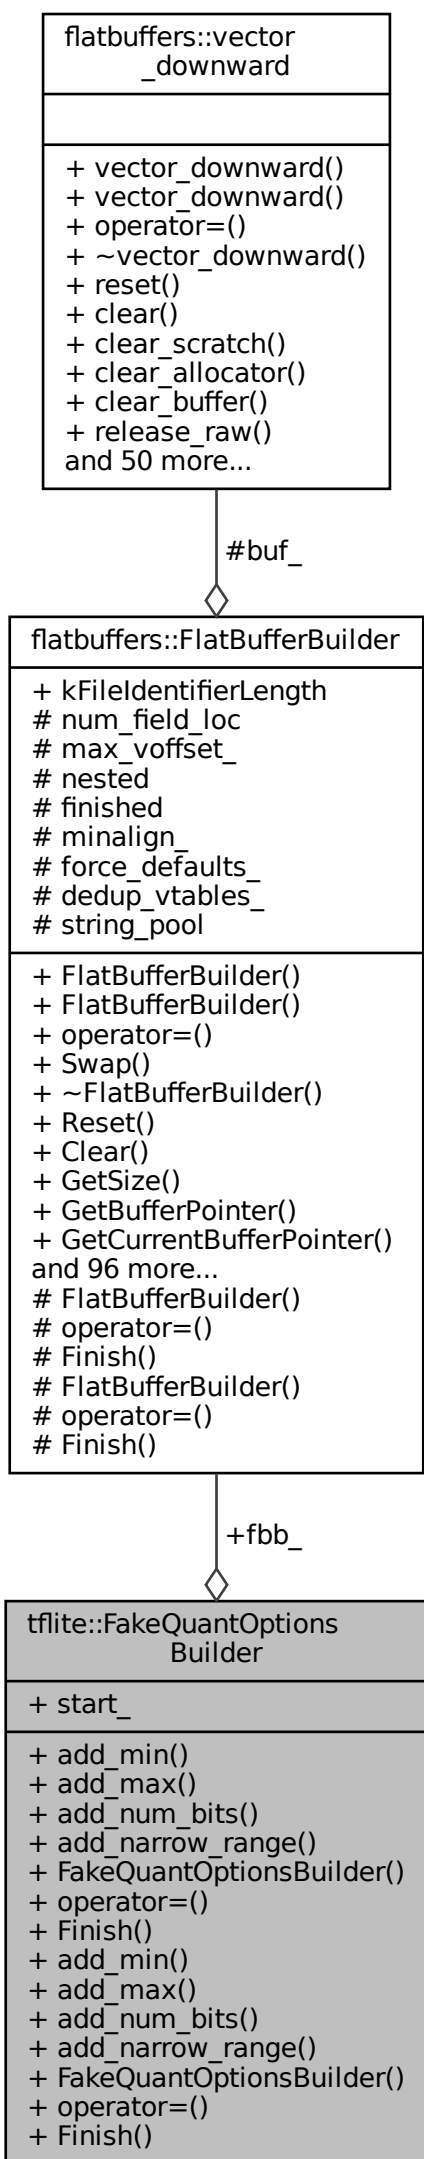 flatbuffers::vector
_downward
+ vector_downward()
+ vector_downward()
+ operator=()
+ ~vector_downward()
+ reset()
+ clear()
+ clear_scratch()
+ clear_allocator()
+ clear_buffer()
+ release_raw()
and 50 more...
#buf_
flatbuffers::FlatBufferBuilder
+ kFileIdentifierLength
# num_field_loc
# max_voffset_
# nested
# finished
# minalign_
# force_defaults_
# dedup_vtables_
# string_pool
+ FlatBufferBuilder()
+ FlatBufferBuilder()
+ operator=()
+ Swap()
+ ~FlatBufferBuilder()
+ Reset()
+ Clear()
+ GetSize()
+ GetBufferPointer()
+ GetCurrentBufferPointer()
and 96 more...
# FlatBufferBuilder()
# operator=()
# Finish()
# FlatBufferBuilder()
# operator=()
# Finish()
+fbb_
tflite::FakeQuantOptions
Builder
+ start_
+ add_min()
+ add_max()
+ add_num_bits()
+ add_narrow_range()
+ FakeQuantOptionsBuilder()
+ operator=()
+ Finish()
+ add_min()
+ add_max()
+ add_num_bits()
+ add_narrow_range()
+ FakeQuantOptionsBuilder()
+ operator=()
+ Finish()